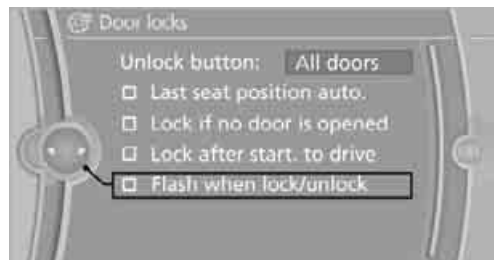 Door locks
Unlock button: All doors
Last seat position auto.
Lock if no door is opened
Lock after start. to drive
Flash when lock/unlock